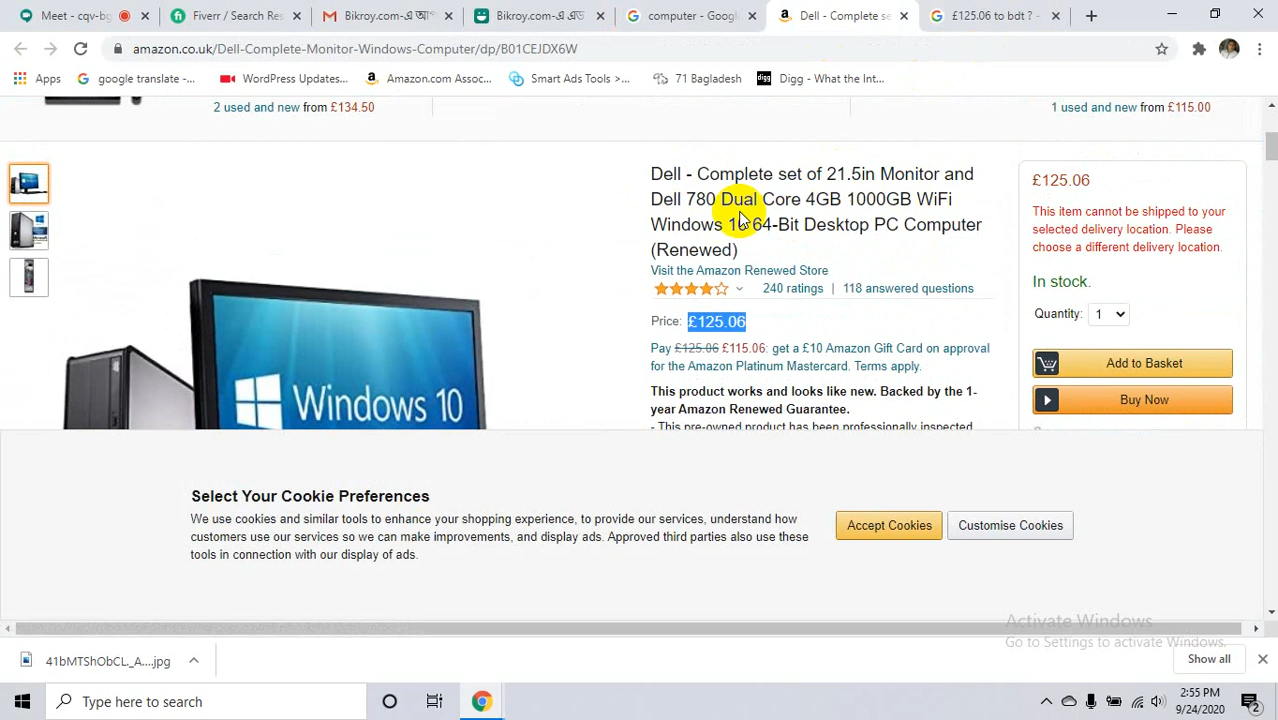 Meet - cqv-bg
Fiverr / Search Res
Bikroy.com-এ আপ
Bikroy.com-এ এড
computer - Googl
Dell - Complete se
£125.06 to bdt ? -
amazon.co.uk/Dell-Complete-Monitor-Windows-Computer/dp/B01CEJDX6W
Apps
google translate -...
WordPress Updates...
Amazon.com Assoc...
Smart Ads Tools >...
71 Bagladesh
Digg - What the Int...
2 used and new from £134.50
1 used and new from £115.00
Dell - Complete set of 21.5in Monitor and
Dell 780 Dual Core 4GB 1000GB WiFi
Windows 10 64-Bit Desktop PC Computer
(Renewed)
Visit the Amazon Renewed Store
240 ratings | 118 answered questions
Price: £125.06
Pay £125.06 £115.06: get a £10 Amazon Gift Card on approval
for the Amazon Platinum Mastercard. Terms apply.
This product works and looks like new. Backed by the 1-
year Amazon Renewed Guarantee.
- This pre-owned product has been professionally inspected
£125.06
This item cannot be shipped to your
selected delivery location. Please
choose a different delivery location.
In stock.
Quantity: 1
Add to Basket
Buy Now
Windows 10
Select Your Cookie Preferences
We use cookies and similar tools to enhance your shopping experience, to provide our services, understand how
customers use our services so we can make improvements, and display ads. Approved third parties also use these
tools in connection with our display of ads.
Accept Cookies
Customise Cookies
Activate Windows
Go to Settings to activate Windows.
41bMTShObCL._A....jpg
Show all
Type here to search
2:55 PM
9/24/2020
2